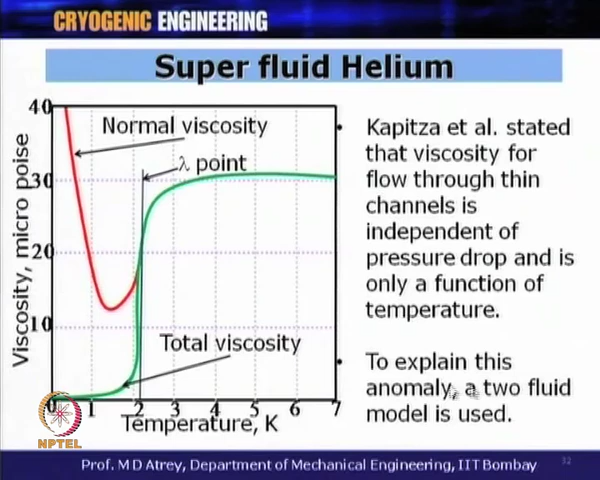 CRYOGENIC ENGINEERING
Super fluid Helium
40
30
20
10
0 1 2 3 4 5 6 7
Viscosity, micro poise
Temperature, K
Normal viscosity
λ point
Total viscosity
• Kapitza et al. stated
that viscosity for
flow through thin
channels is
independent of
pressure drop and is
only a function of
temperature.
• To explain this
anomaly, a two fluid
model is used.
NPTEL
32
Prof. M D Atrey, Department of Mechanical Engineering, IIT Bombay